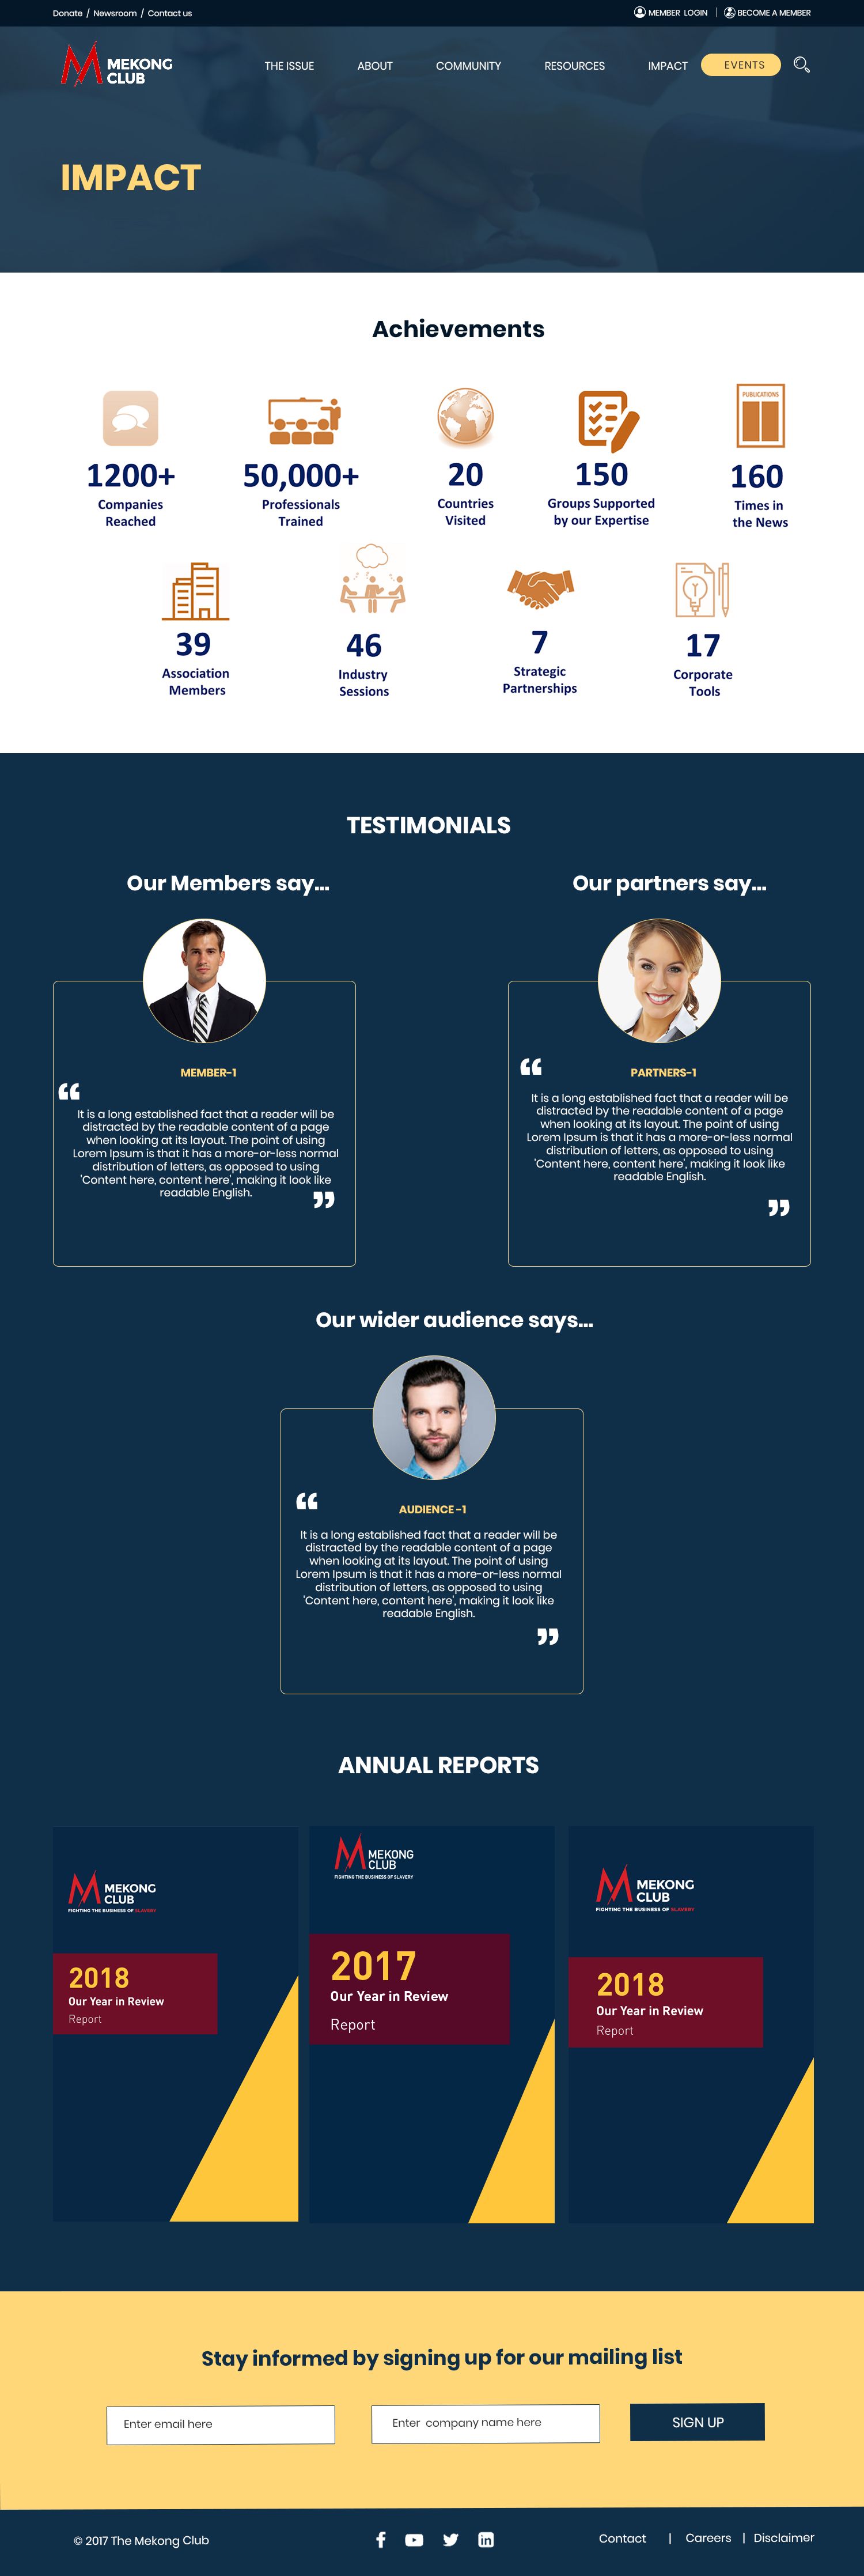 Donate / Newsroom / Contact us
MEMBER LOGIN | BECOME A MEMBER
MEKONG
CLUB
THE ISSUE ABOUT COMMUNITY RESOURCES IMPACT EVENTS
IMPACT
Achievements
PUBLICATIONS
1200+
Companies
Reached
50,000+
Professionals
Trained
20
Countries
Visited
150
Groups Supported
by our Expertise
160
Times in
the News
39
Association
Members
46
Industry
Sessions
7
Strategic
Partnerships
17
Corporate
Tools
TESTIMONIALS
Our Members say...
MEMBER-1
“
It is a long established fact that a reader will be
distracted by the readable content of a page
when looking at its layout. The point of using
Lorem Ipsum is that it has a more-or-less normal
distribution of letters, as opposed to using
'Content here, content here', making it look like
readable English.
”
Our partners say...
“
PARTNERS-1
It is a long established fact that a reader will be
distracted by the readable content of a page
when looking at its layout. The point of using
Lorem Ipsum is that it has a more-or-less normal
distribution of letters, as opposed to using
'Content here, content here', making it look like
readable English.
”
Our wider audience says...
“
AUDIENCE -1
It is a long established fact that a reader will be
distracted by the readable content of a page
when looking at its layout. The point of using
Lorem Ipsum is that it has a more-or-less normal
distribution of letters, as opposed to using
'Content here, content here', making it look like
readable English.
”
ANNUAL REPORTS
MEKONG
CLUB
FIGHTING THE BUSINESS OF SLAVERY
2018
Our Year in Review
Report
MEKONG
CLUB
FIGHTING THE BUSINESS OF SLAVERY
2017
Our Year in Review
Report
MEKONG
CLUB
FIGHTING THE BUSINESS OF SLAVERY
2018
Our Year in Review
Report
Stay informed by signing up for our mailing list
Enter email here
Enter company name here
SIGN UP
© 2017 The Mekong Club
Contact | Careers | Disclaimer